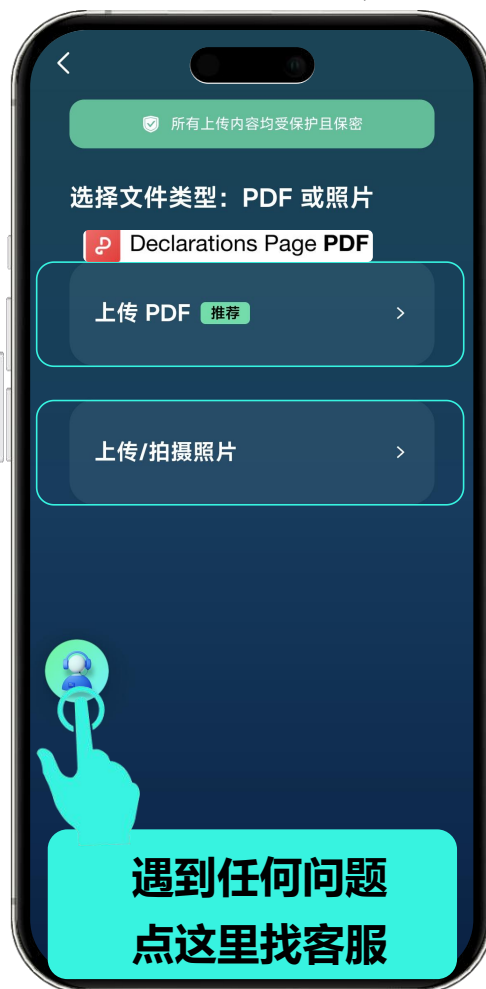 所有上传内容均受保护且保密
选择文件类型：PDF 或照片
Declarations Page PDF
上传 PDF 推荐
上传/拍摄照片
遇到任何问题
点这里找客服